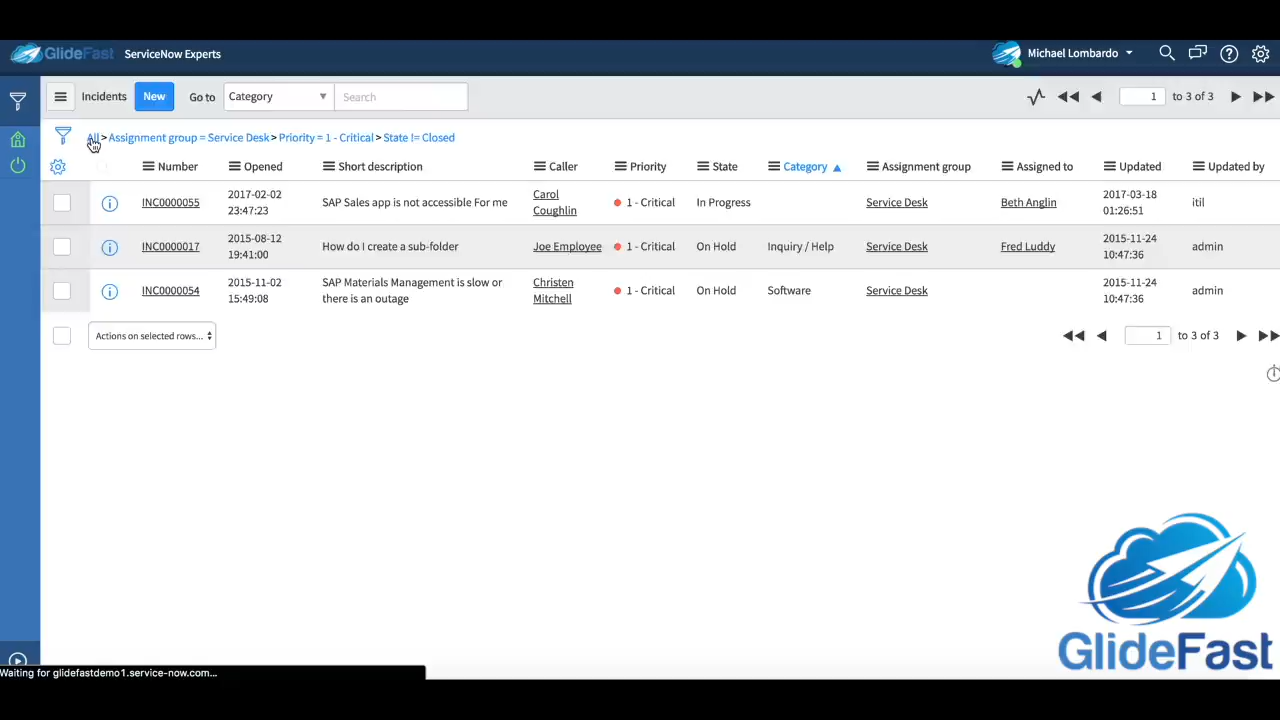 GlideFast ServiceNow Experts Michael Lombardo
Incidents New Go to Category Search 1 to 3 of 3
All > Assignment group = Service Desk > Priority = 1 - Critical > State != Closed
Number Opened Short description Caller Priority State Category Assignment group Assigned to Updated Updated by
INC0000055 2017-02-02 23:47:23 SAP Sales app is not accessible For me Carol Coughlin 1 - Critical In Progress Service Desk Beth Anglin 2017-03-18 01:26:51 itil
INC0000017 2015-08-12 19:41:00 How do I create a sub-folder Joe Employee 1 - Critical On Hold Inquiry / Help Service Desk Fred Luddy 2015-11-24 10:47:36 admin
INC0000054 2015-11-02 15:49:08 SAP Materials Management is slow or there is an outage Christen Mitchell 1 - Critical On Hold Software Service Desk 2015-11-24 10:47:36 admin
Actions on selected rows... 1 to 3 of 3
GlideFast
Waiting for glidefastdemo1.service-now.com...